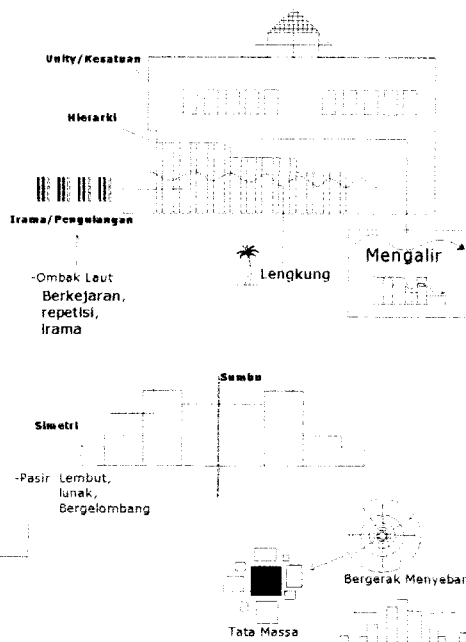 Unity/Kesatuan
Hierarki
Irama/Pengulangan
Mengalir
Lengkung
-Ombak Laut
Berkejaran,
repetisi,
irama
Sumbu
Simetri
-Pasir Lembut,
lunak,
Bergelombang
Bergerak Menyebar
Tata Massa